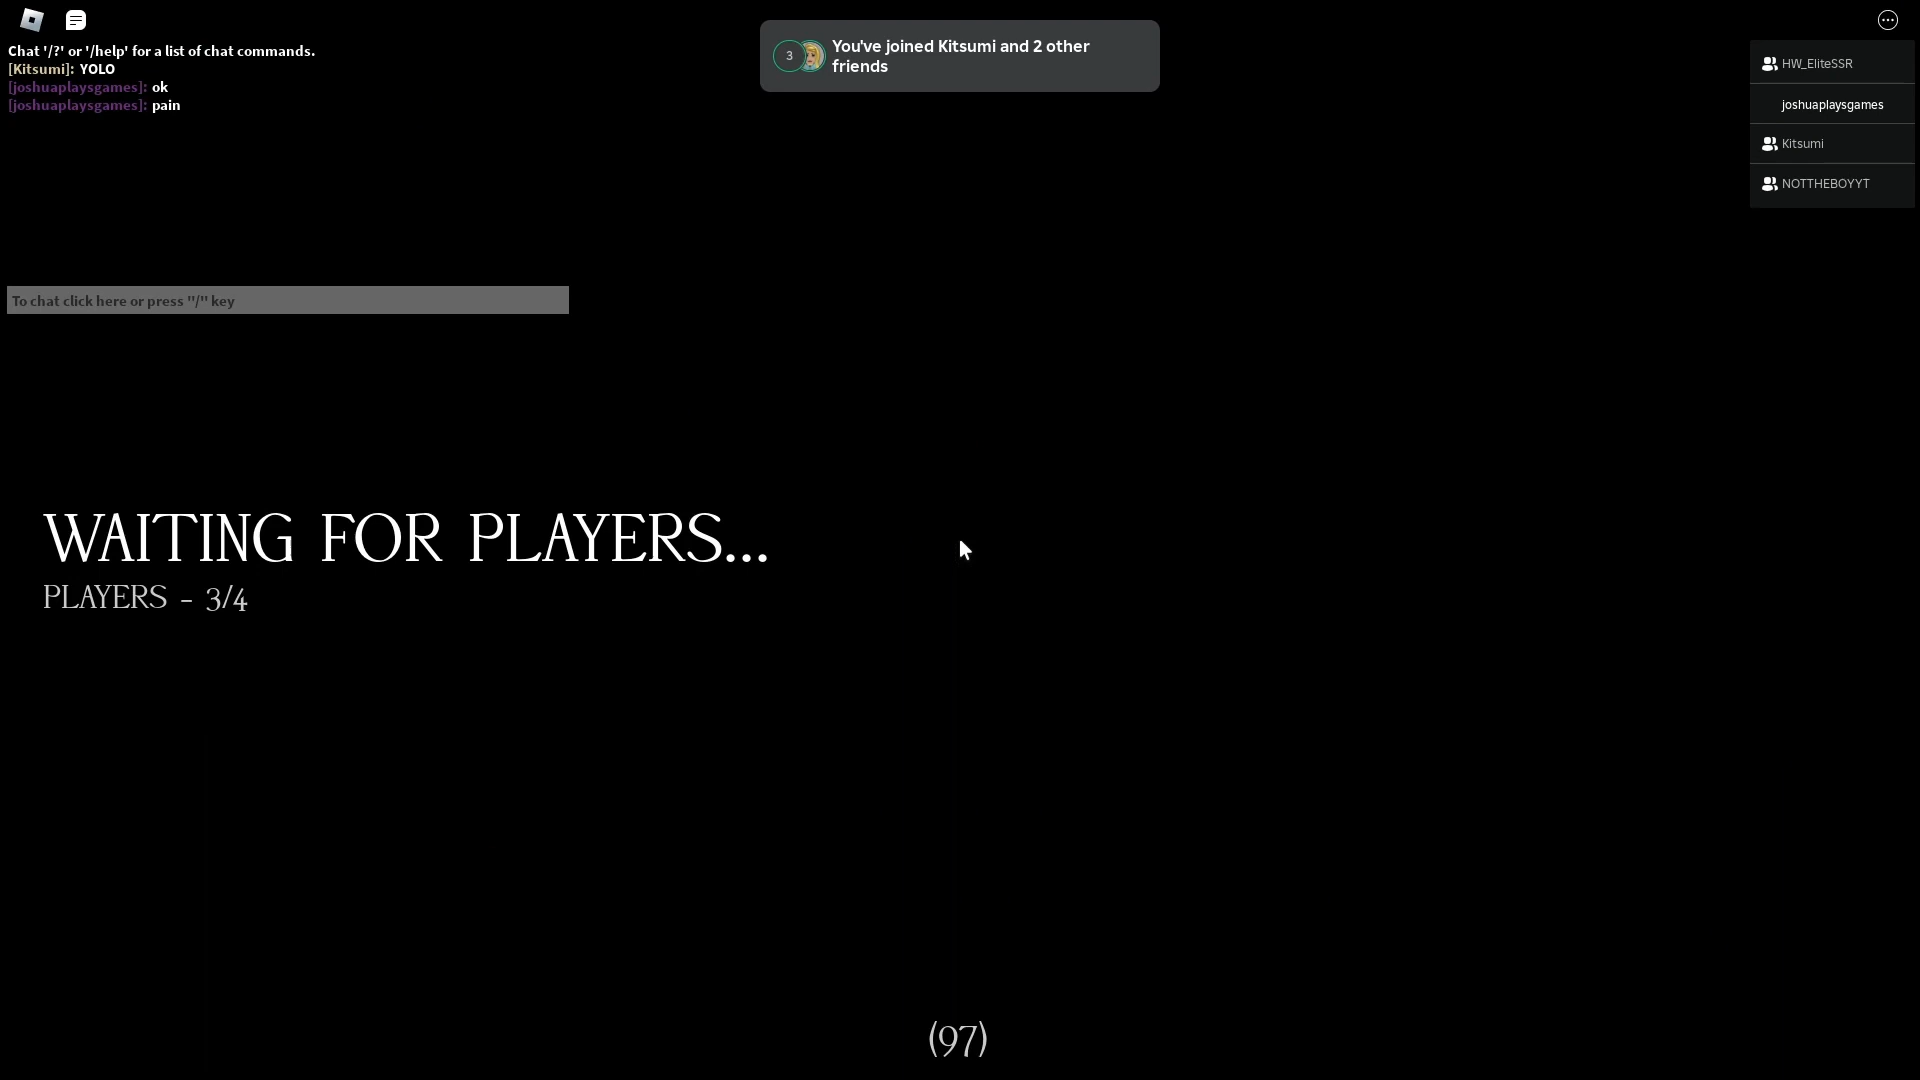 Chat '/?' or '/help' for a list of chat commands.
[Kitsumi]: YOLO
[joshuaplaysgames]: ok
[joshuaplaysgames]: pain
3
You've joined Kitsumi and 2 other
friends
HW_EliteSSR
joshuaplaysgames
Kitsumi
NOTTHEBOYYT
To chat click here or press "/" key
WAITING FOR PLAYERS...
PLAYERS - 3/4
(97)